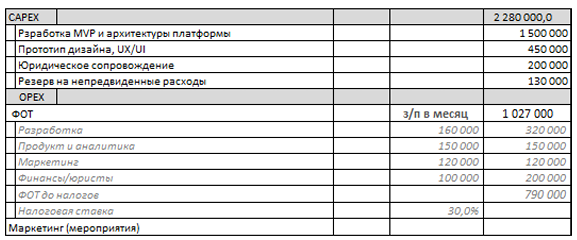 CAPEX 2 280 000,0
Рзработка MVP и архитектуры платформы 1 500 000
Прототип дизайна, UX/UI 450 000
Юридическое сопровождение 200 000
Резерв на непредвиденные расходы 130 000
OPEX
ФОТ з/п в месяц 1 027 000
Разработка 160 000 320 000
Продукт и аналитика 150 000 150 000
Маркетинг 120 000 120 000
Финансы/юристы 100 000 200 000
ФОТ до налогов 790 000
Налоговая ставка 30,0%
Маркетинг (мероприятия)